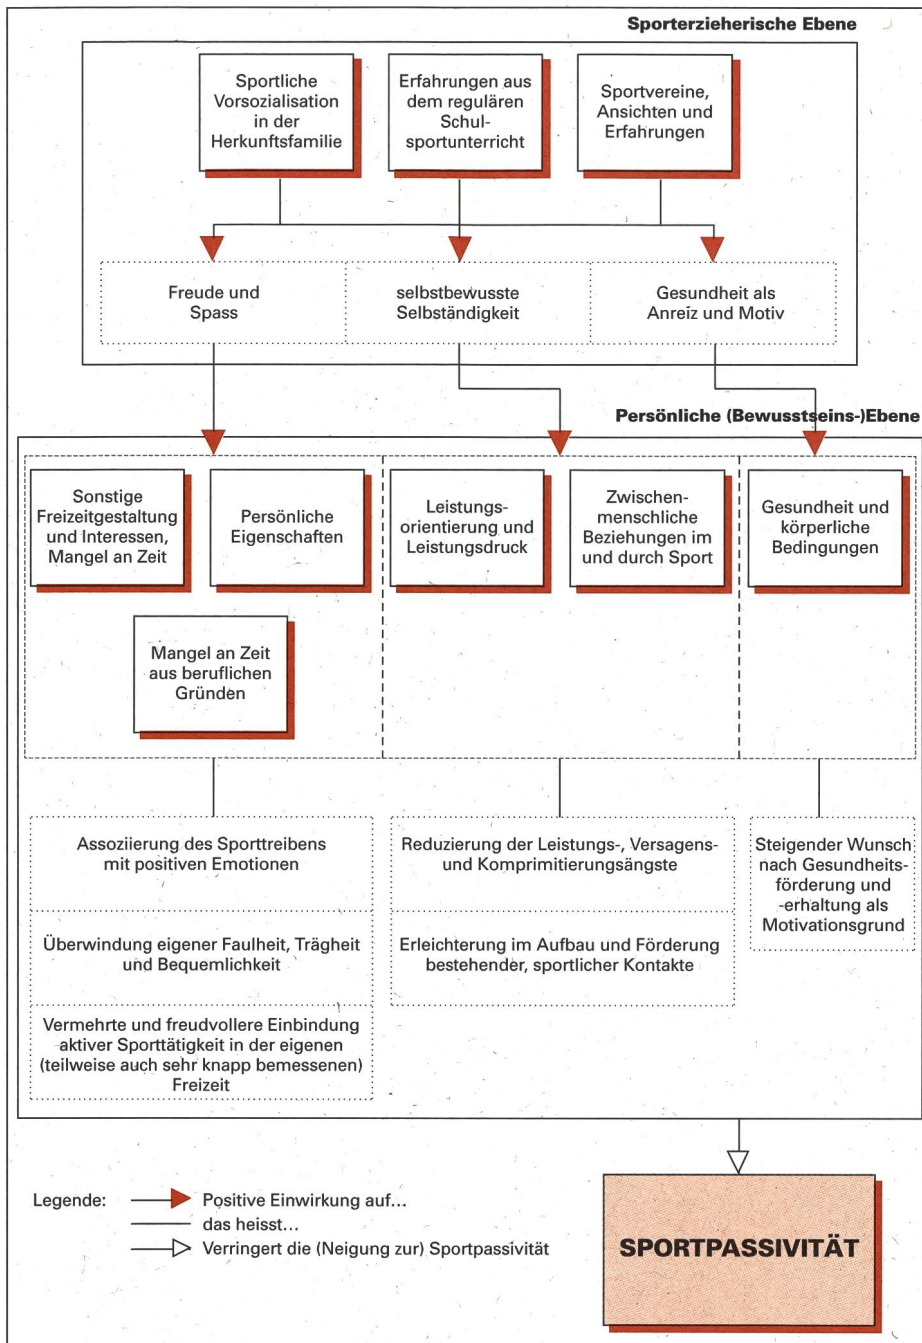 Sporterzieherische Ebene
Sportliche
Vorsozialisation
in der
Herkunftsfamilie
Erfahrungen aus
dem regulären
Schul-
sportunterricht
Sportvereine,
Ansichten und
Erfahrungen
Freude und
Spass
selbstbewusste
Selbständigkeit
Gesundheit als
Anreiz und Motiv
Persönliche (Bewusstseins-)Ebene
Sonstige
Freizeitgestaltung
und Interessen,
Mangel an Zeit
Persönliche
Eigenschaften
Leistungs-
orientierung und
Leistungsdruck
Zwischen-
menschliche
Beziehungen im
und durch Sport
Gesundheit und
körperliche
Bedingungen
Mangel an Zeit
aus beruflichen
Gründen
Assoziierung des Sporttreibens
mit positiven Emotionen
Überwindung eigener Faulheit, Trägheit
und Bequemlichkeit
Vermehrte und freudvollere Einbindung
aktiver Sporttätigkeit in der eigenen
(teilweise auch sehr knapp bemessenen)
Freizeit
Reduzierung der Leistungs-, Versagens-
und Komprimitierungsängste
Erleichterung im Aufbau und Förderung
bestehender, sportlicher Kontakte
Steigender Wunsch
nach Gesundheits-
förderung und
-erhaltung als
Motivationsgrund
Legende:
Positive Einwirkung auf...
das heisst...
Verringert die (Neigung zur) Sportpassivität
SPORTPASSIVITÄT